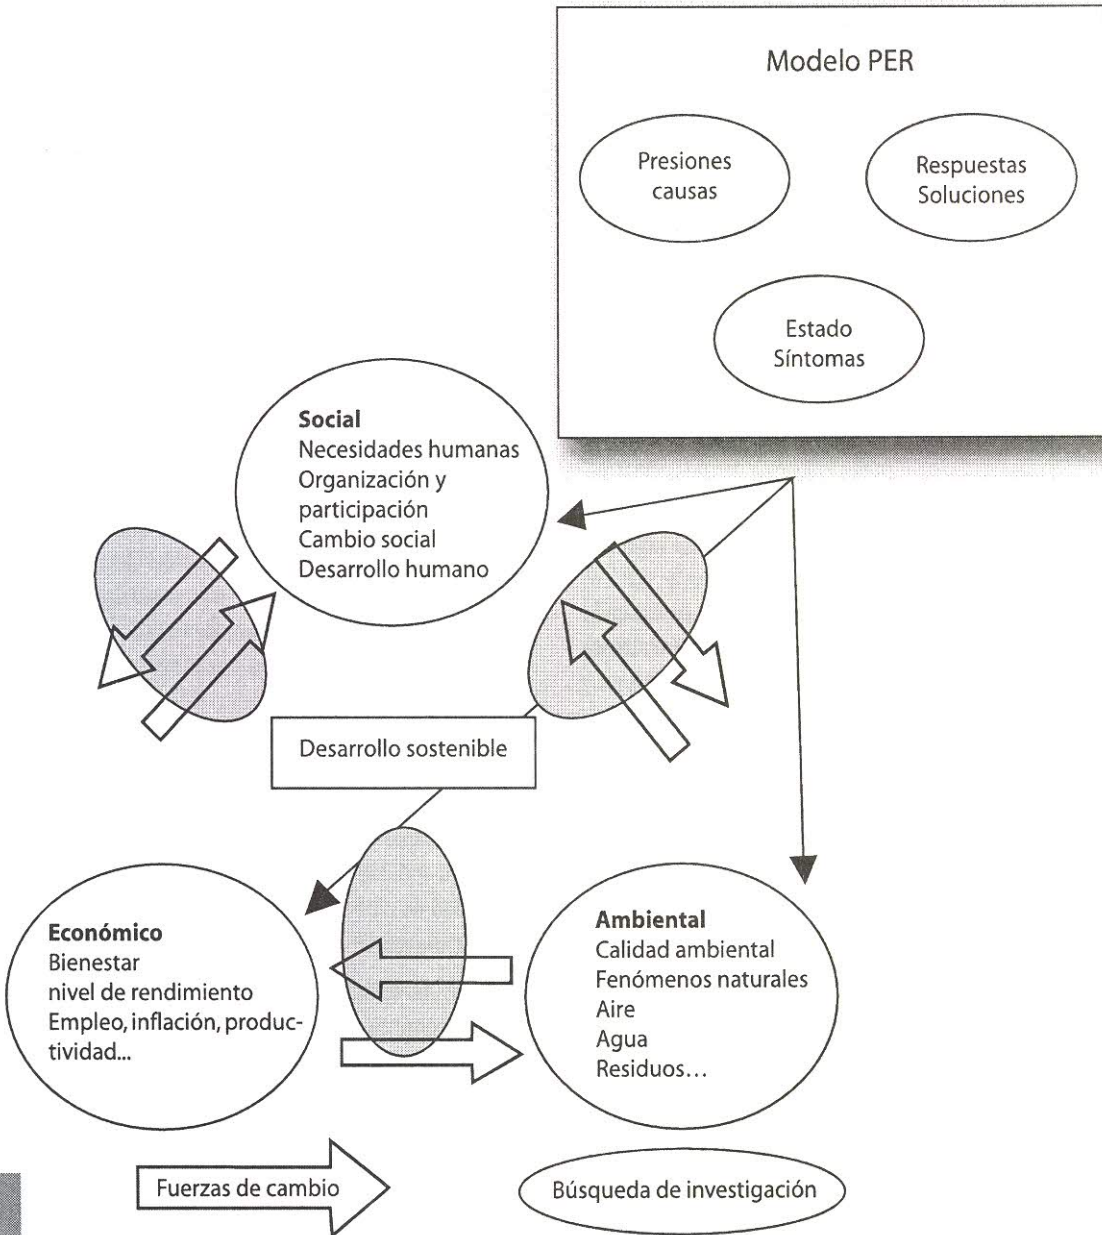 Modelo PER
Presiones
causas
Respuestas
Soluciones
Estado
Síntomas
Social
Necesidades humanas
Organización y
participación
Cambio social
Desarrollo humano
Desarrollo sostenible
Económico
Bienestar
nivel de rendimiento
Empleo, inflación, produc-
tividad...
Ambiental
Calidad ambiental
Fenómenos naturales
Aire
Agua
Residuos...
Fuerzas de cambio
Búsqueda de investigación